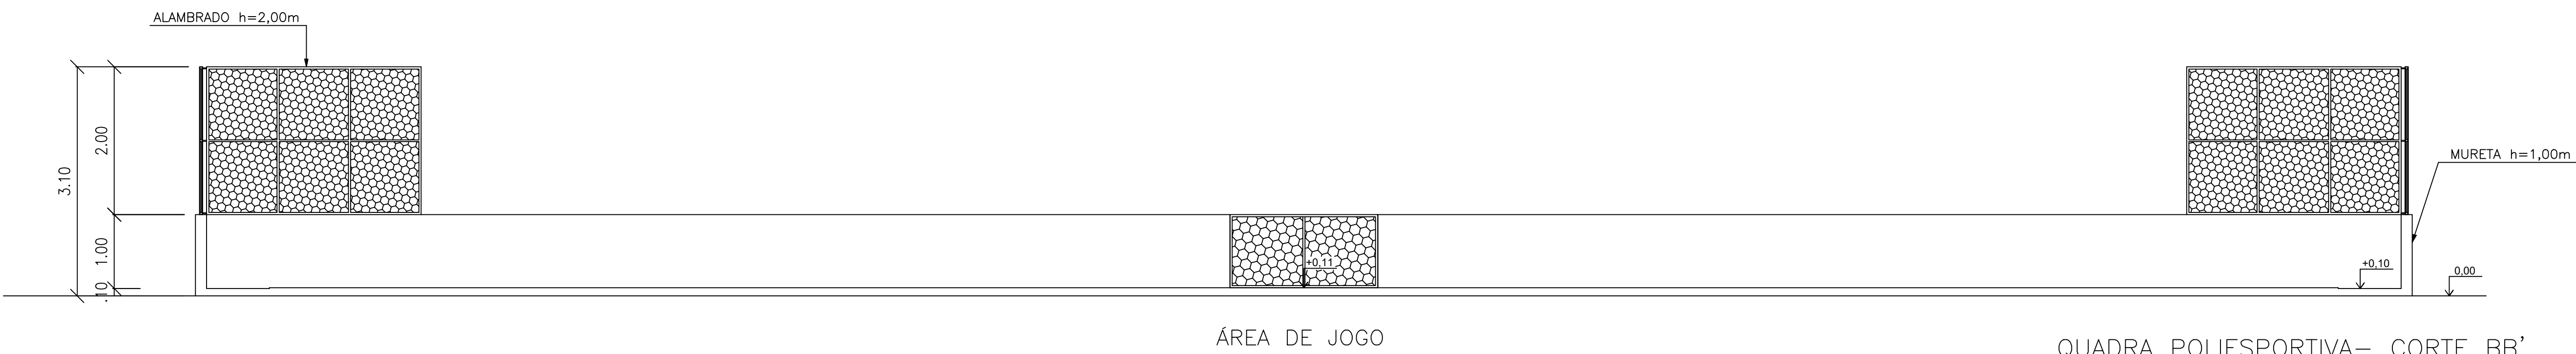 ALAMBRADO h=2,00m
3.10
2.00
1.00
.10
MURETA h=1,00m
+0,11
+0,10
0,00
ÁREA DE JOGO
QUADRA POLIESPORTIVA– CORTE BB'